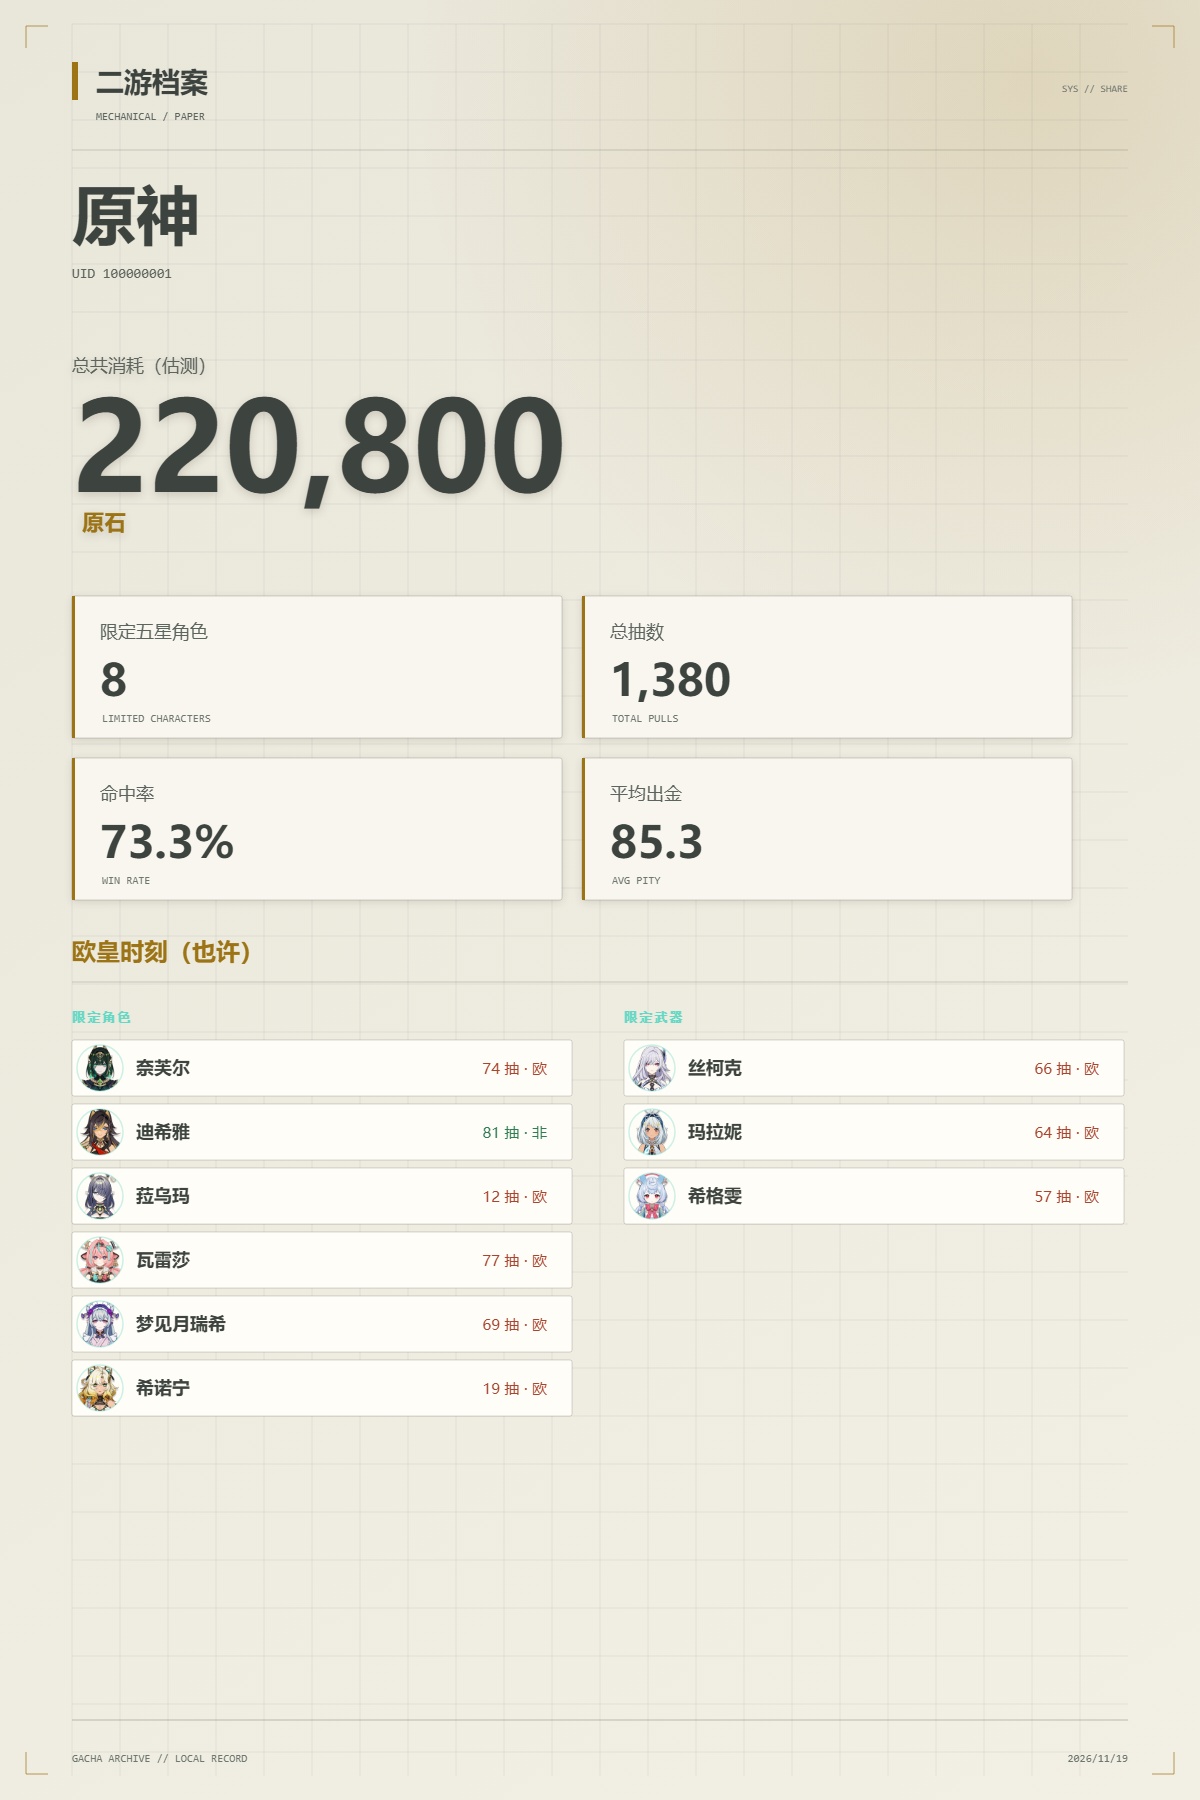 二游档案
MECHANICAL / PAPER
SYS // SHARE
原神
UID 100000001
总共消耗（估测）
220,800
原石
限定五星角色
8
LIMITED CHARACTERS
总抽数
1,380
TOTAL PULLS
命中率
73.3%
WIN RATE
平均出金
85.3
AVG PITY
欧皇时刻（也许）
限定角色
奈芙尔 74 抽 · 欧
迪希雅 81 抽 · 非
菈乌玛 12 抽 · 欧
瓦雷莎 77 抽 · 欧
梦见月瑞希 69 抽 · 欧
希诺宁 19 抽 · 欧
限定武器
丝柯克 66 抽 · 欧
玛拉妮 64 抽 · 欧
希格雯 57 抽 · 欧
GACHA ARCHIVE // LOCAL RECORD
2026/11/19